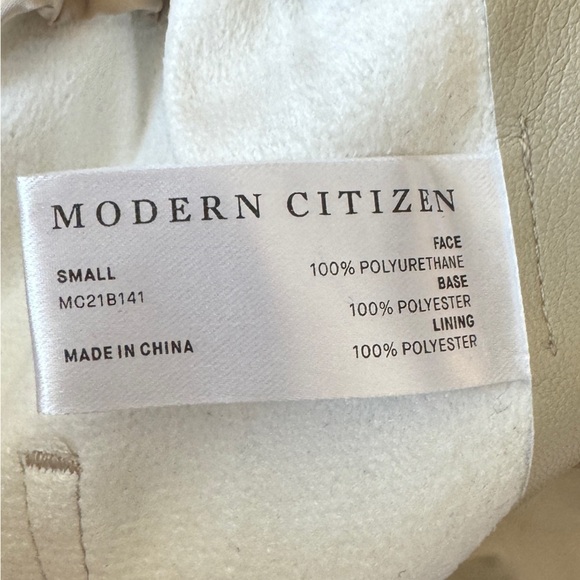 MODERN CITIZEN
SMALL
MC21B141
MADE IN CHINA
FACE
100% POLYURETHANE
BASE
100% POLYESTER
LINING
100% POLYESTER